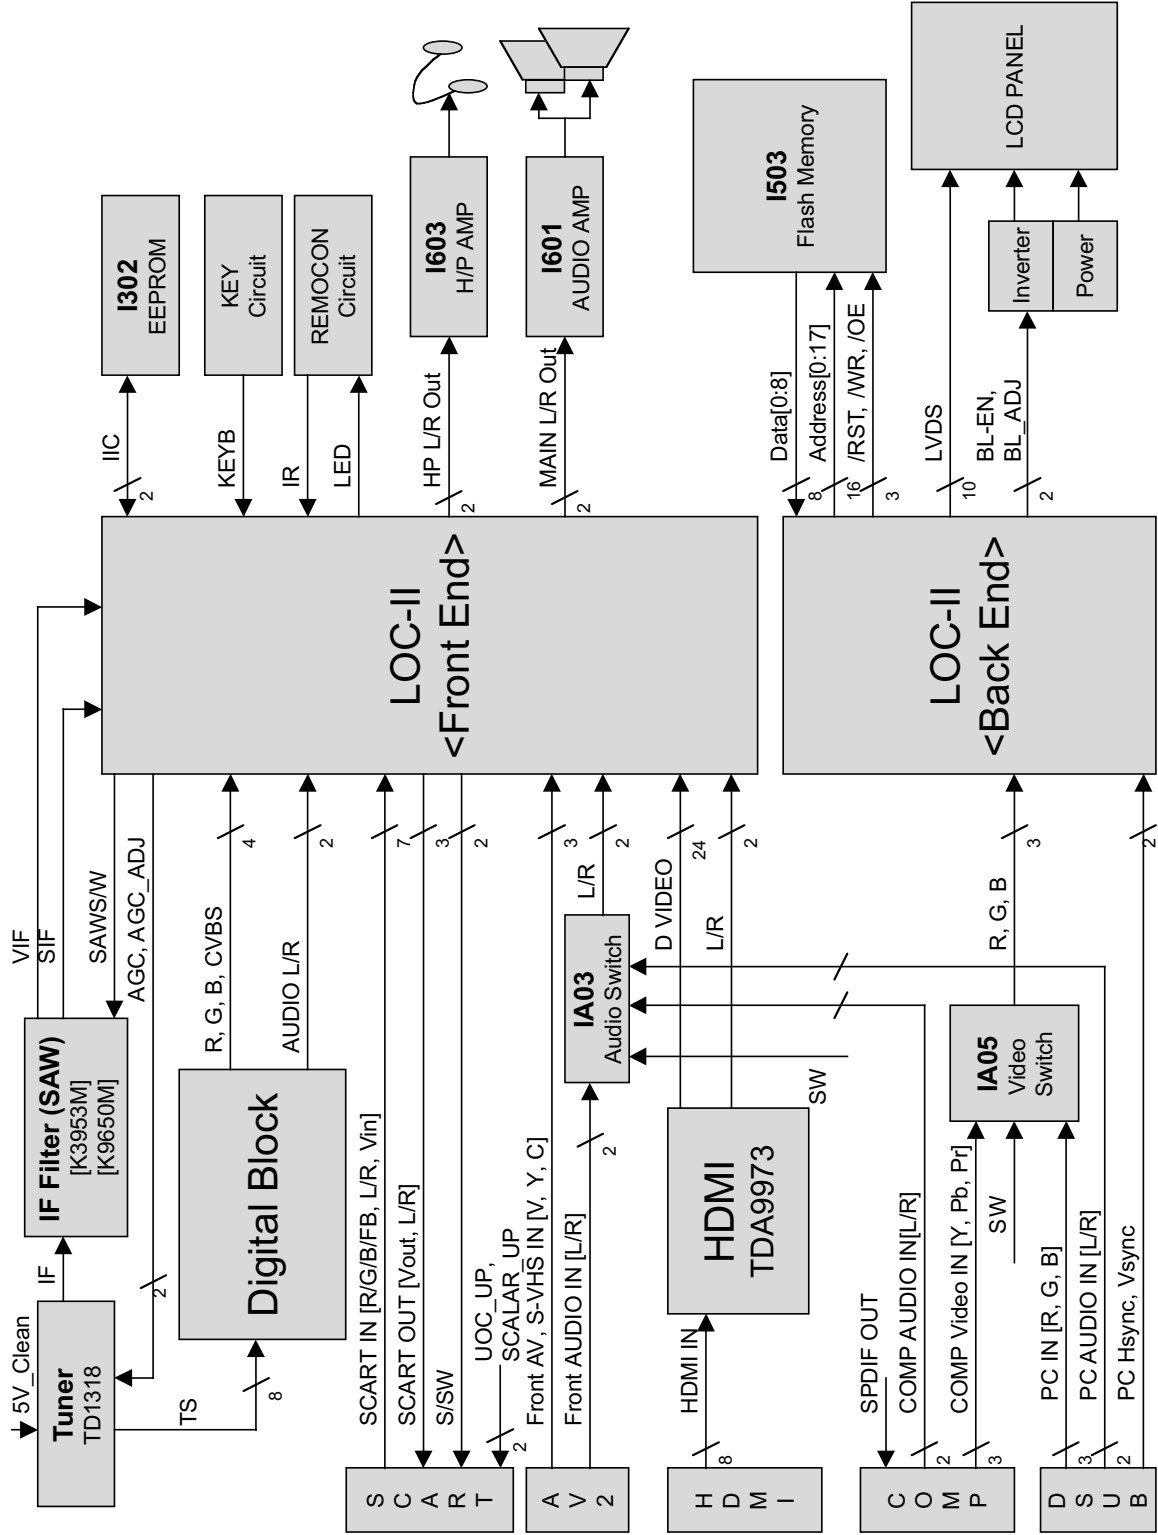 5V_Clean
Tuner
TD1318
IF
TS
8
2
IF Filter (SAW)
[K3953M]
[K9650M]
VIF
SIF
SAWS/W
AGC, AGC_ADJ
Digital Block
R, G, B, CVBS
4
AUDIO L/R
2
S C A R T
SCART IN [R/G/B/FB, L/R, Vin]
7
SCART OUT [Vout, L/R]
3
S/SW
2
UOC_UP,
SCALAR_UP
2
A V 2
Front AV, S-VHS IN [V, Y, C]
3
Front AUDIO IN [L/R]
2
IA03
Audio Switch
L/R
2
SW
H D M I
HDMI IN
8
HDMI
TDA9973
D VIDEO
24
L/R
2
C O M P
SPDIF OUT
COMP AUDIO IN[L/R]
2
COMP Video IN [Y, Pb, Pr]
3
SW
IA05
Video
Switch
R, G, B
3
D S U B
PC IN [R, G, B]
3
PC AUDIO IN [L/R]
2
PC Hsync, Vsync
2
LOC-II
<Front End>
IIC
2
I302
EEPROM
KEYB
KEY
Circuit
IR
LED
REMOCON
Circuit
HP L/R Out
2
I603
H/P AMP
MAIN L/R Out
2
I601
AUDIO AMP
LOC-II
<Back End>
Data[0:8]
8
Address[0:17]
16
/RST, /WR, /OE
3
I503
Flash Memory
LVDS
10
BL-EN,
BL_ADJ
2
Inverter
Power
LCD PANEL